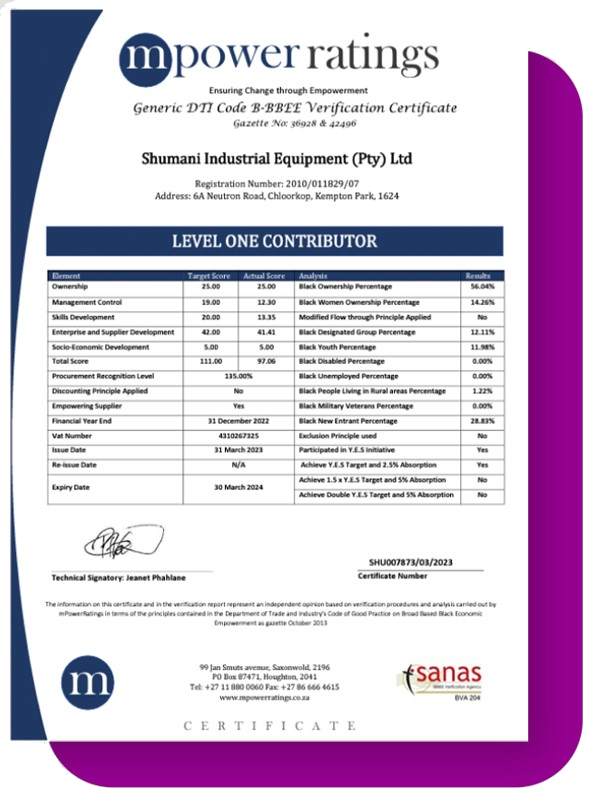 mpowerratings
Ensuring Change through Empowerment
Generic DTI Code B-BBEE Verification Certificate
Gazette No: 36928 & 42496
Shumani Industrial Equipment (Pty) Ltd
Registration Number: 2010/011829/07
Address: 6A Neutron Road, Chloorkop, Kempton Park, 1624
LEVEL ONE CONTRIBUTOR
Element Target Score Actual Score Analysis Results
Ownership 25.00 25.00 Black Ownership Percentage 56.04%
Management Control 19.00 12.30 Black Women Ownership Percentage 14.26%
Skills Development 20.00 13.35 Modified Flow through Principle Applied No
Enterprise and Supplier Development 42.00 41.41 Black Designated Group Percentage 12.11%
Socio-Economic Development 5.00 5.00 Black Youth Percentage 11.98%
Total Score 111.00 97.06 Black Disabled Percentage 0.00%
Procurement Recognition Level 135.00% Black Unemployed Percentage 0.00%
Discounting Principle Applied No Black People Living in Rural areas Percentage 1.22%
Empowering Supplier Yes Black Military Veterans Percentage 0.00%
Financial Year End 31 December 2022 Black New Entrant Percentage 28.83%
Vat Number 4310267325 Exclusion Principle used No
Issue Date 31 March 2023 Participated in Y.E.S Initiative Yes
Re-issue Date N/A Achieve Y.E.S Target and 2.5% Absorption Yes
Expiry Date 30 March 2024 Achieve 1.5 x Y.E.S Target and 5% Absorption No
Achieve Double Y.E.S Target and 5% Absorption No
SHU007873/03/2023
Technical Signatory: Jeanet Phahlane Certificate Number
The information on this certificate and in the verification report represent an independent opinion based on verification procedures and analysis carried out by
mPowerRatings in terms of the principles contained in the Department of Trade and Industry's Code of Good Practice on Broad Based Black Economic
Empowerment as gazette October 2013
m
99 Jan Smuts avenue, Saxonwold, 2196
PO Box 87471, Houghton, 2041
Tel: +27 11 880 0060 Fax: +27 86 666 4615
www.mpowerratings.co.za
sanas
BBBEE Verification Agency
BVA 204
CERTIFICATE